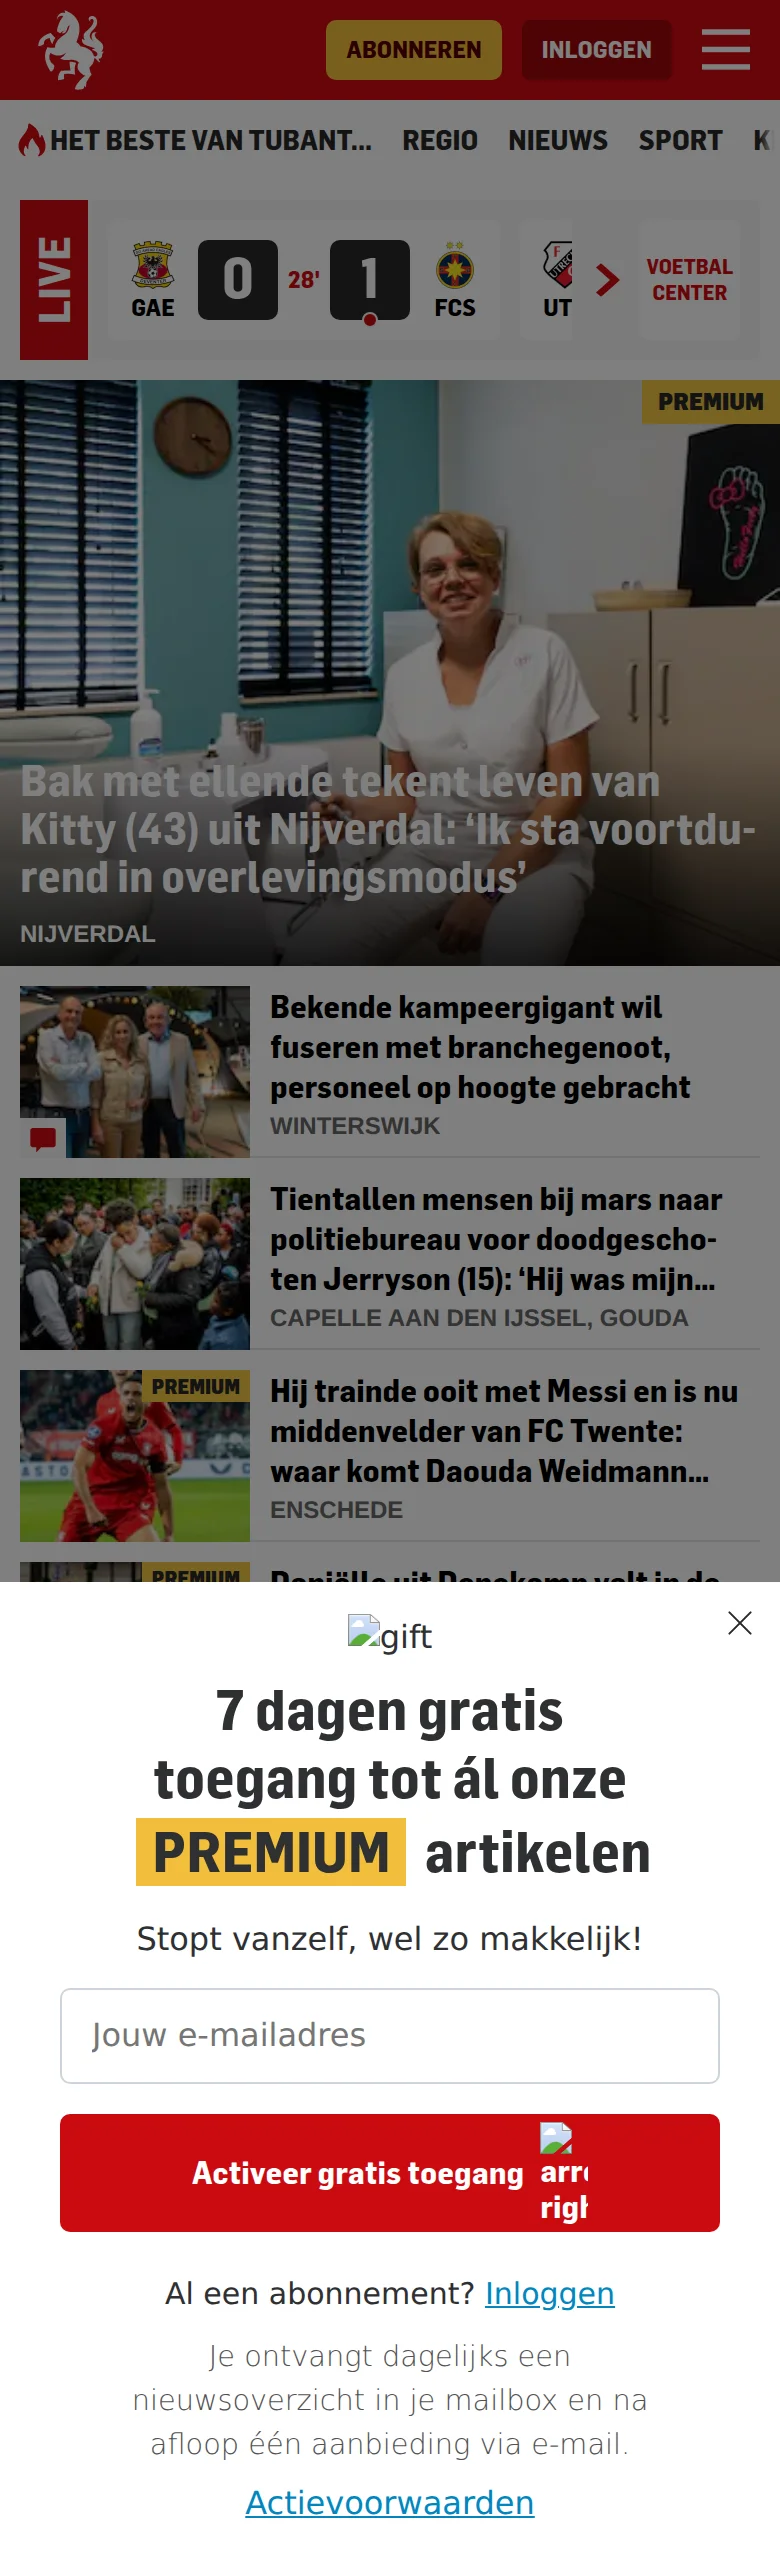 ABONNEREN
INLOGGEN
HET BESTE VAN TUBANT...
REGIO
NIEUWS
SPORT
LIVE
GAE
0
28'
1
FCS
UT
VOETBAL
CENTER
PREMIUM
Bak met ellende tekent leven van
Kitty (43) uit Nijverdal: ‘Ik sta voortdu-
rend in overlevingsmodus’
NIJVERDAL
Bekende kampeergigant wil
fuseren met branchegenoot,
personeel op hoogte gebracht
WINTERSWIJK
Tientallen mensen bij mars naar
politiebureau voor doodgescho-
ten Jerryson (15): ‘Hij was mijn...
CAPELLE AAN DEN IJSSEL, GOUDA
PREMIUM
Hij trainde ooit met Messi en is nu
middenvelder van FC Twente:
waar komt Daouda Weidmann...
ENSCHEDE
PREMIUM
gift
7 dagen gratis
toegang tot ál onze
PREMIUM artikelen
Stopt vanzelf, wel zo makkelijk!
Jouw e-mailadres
Activeer gratis toegang
Al een abonnement? Inloggen
Je ontvangt dagelijks een
nieuwsoverzicht in je mailbox en na
afloop één aanbieding via e-mail.
Actievoorwaarden